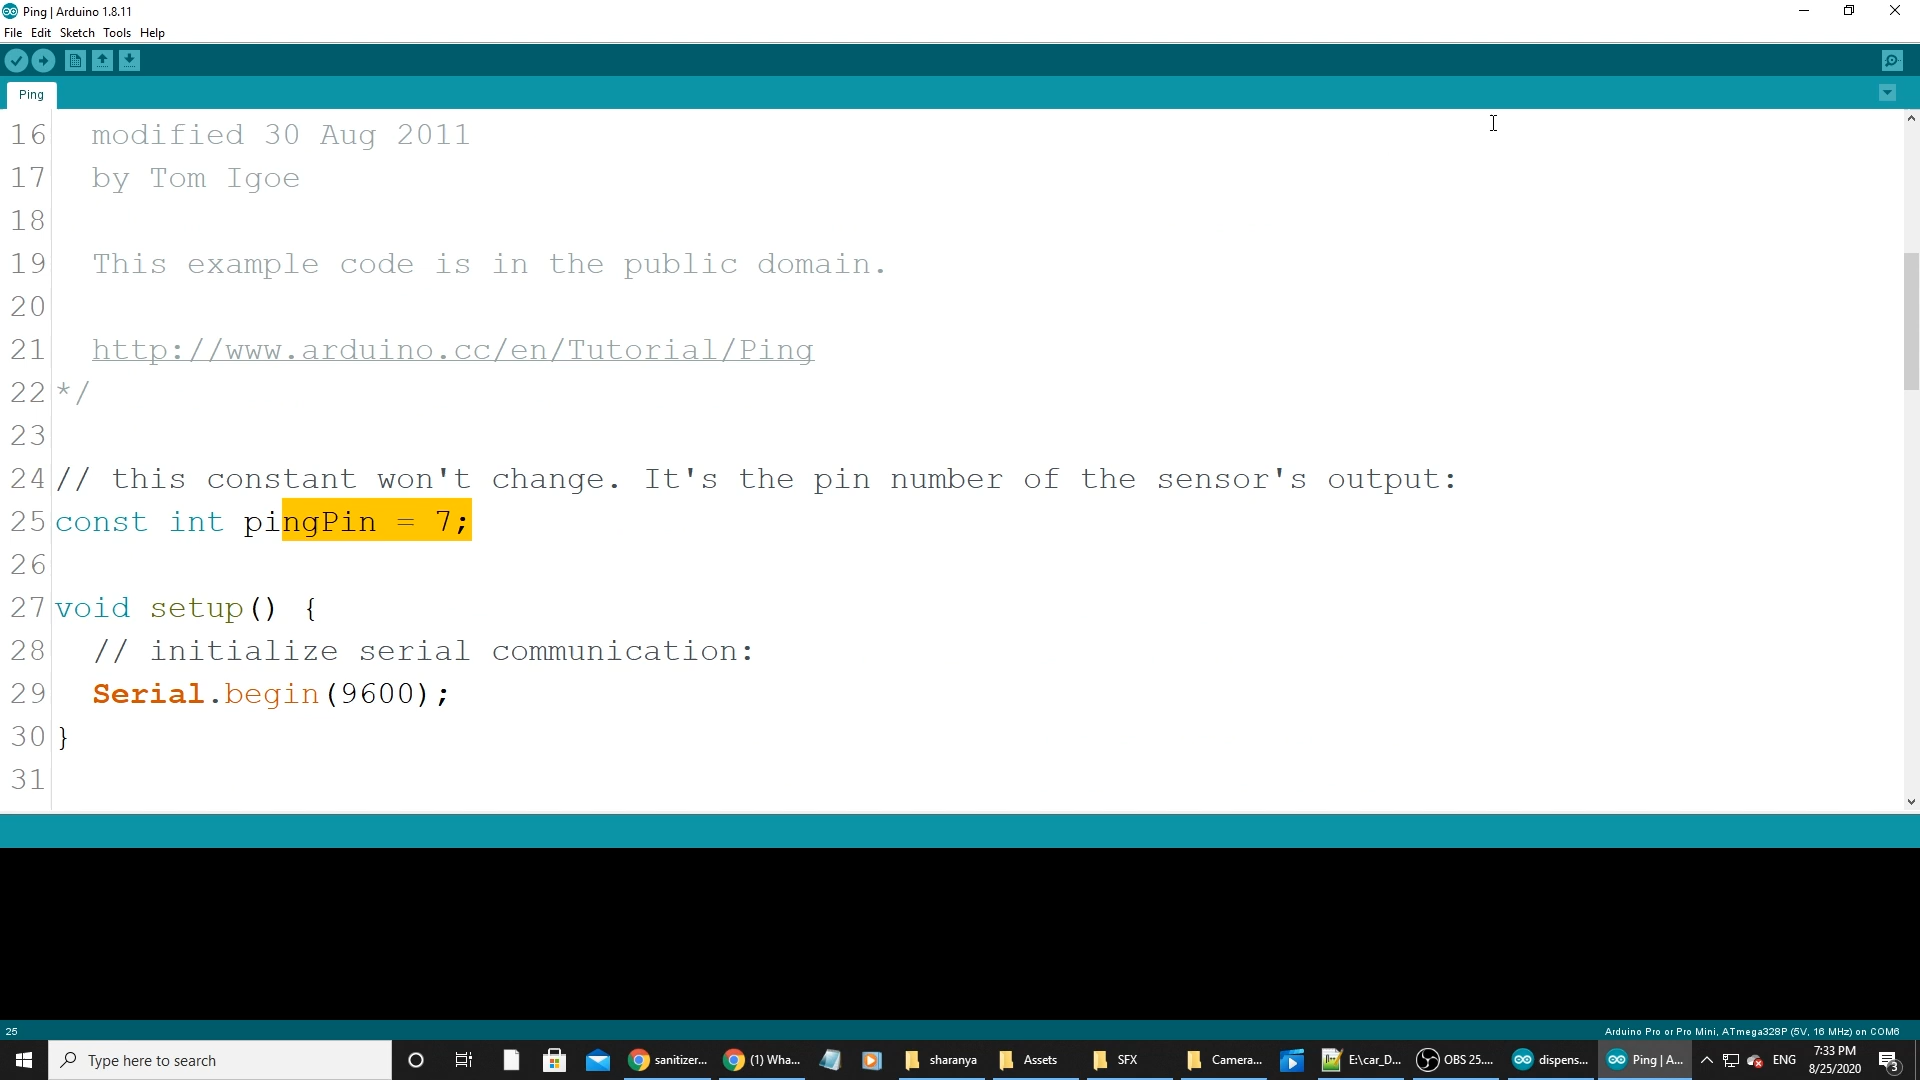 Ping | Arduino 1.8.11
File Edit Sketch Tools Help
Ping
16 modified 30 Aug 2011
17 by Tom Igoe
18
19 This example code is in the public domain.
20
21 http://www.arduino.cc/en/Tutorial/Ping
22 */
23
24 // this constant won't change. It's the pin number of the sensor's output:
25 const int pingPin = 7;
26
27 void setup() {
28 // initialize serial communication:
29 Serial.begin(9600);
30 }
31
25 Arduino Pro or Pro Mini, ATmega328P (5V, 16 MHz) on COM6
Type here to search sanitizer... (1) Wha... sharanya Assets SFX Camera... E:\car_D... OBS 25.... dispens... Ping | A... ENG 7:33 PM
8/25/2020 3